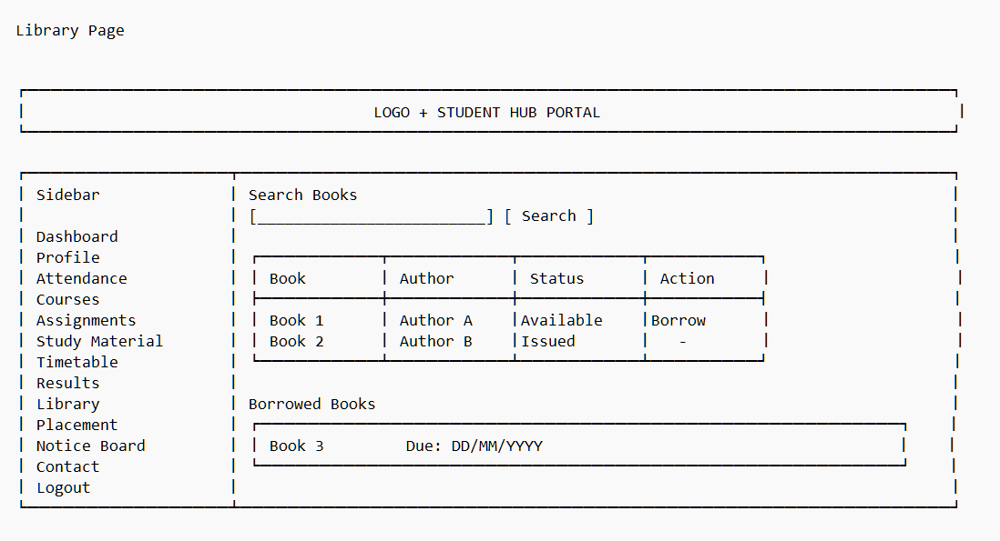 Library Page
LOGO + STUDENT HUB PORTAL
Sidebar
Dashboard
Profile
Attendance
Courses
Assignments
Study Material
Timetable
Results
Library
Placement
Notice Board
Contact
Logout
Search Books
[_________________________] [ Search ]
Book Author Status Action
Book 1 Author A Available Borrow
Book 2 Author B Issued -
Borrowed Books
Book 3 Due: DD/MM/YYYY